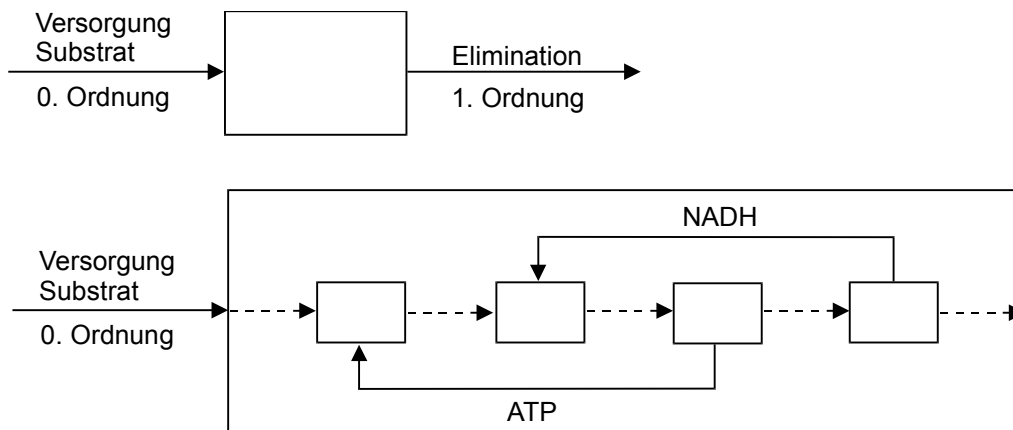 Versorgung
Substrat
0. Ordnung
Elimination
1. Ordnung
NADH
Versorgung
Substrat
0. Ordnung
ATP